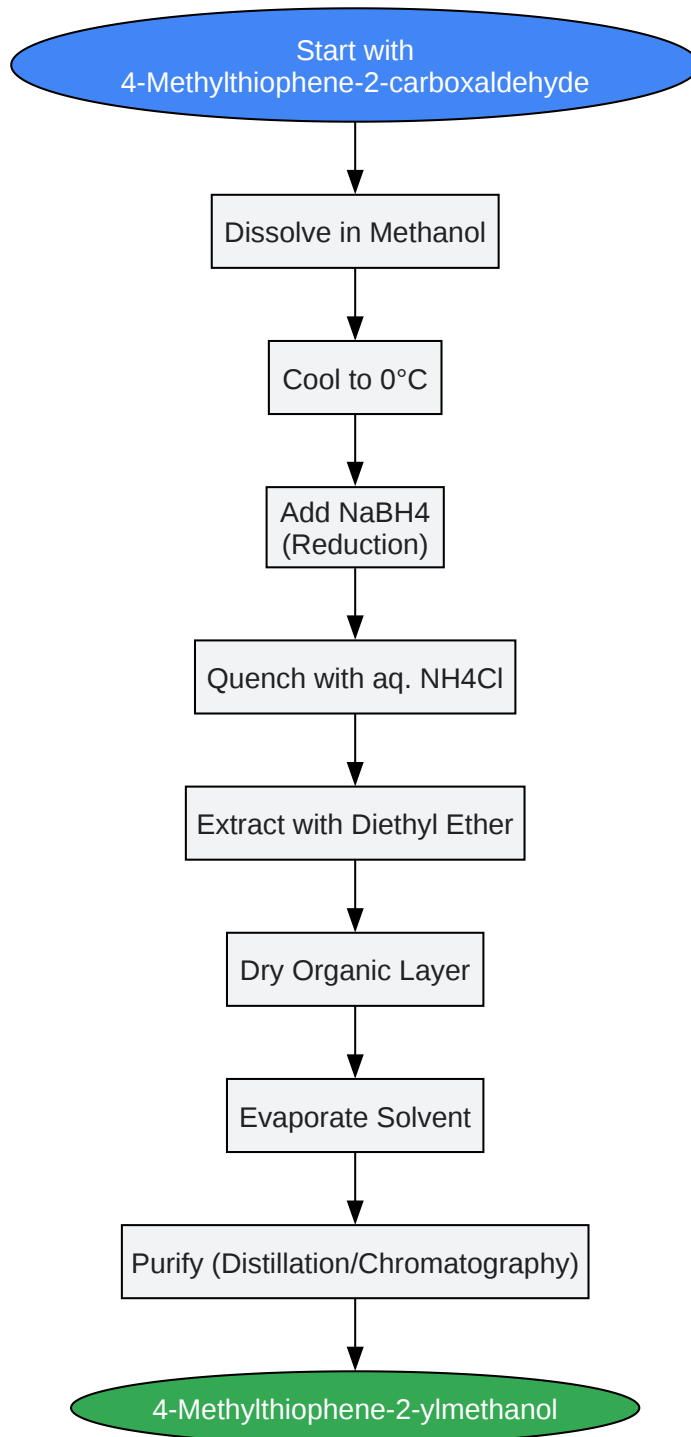 Start with
4-Methylthiophene-2-carboxaldehyde
Dissolve in Methanol
Cool to 0°C
Add NaBH4
(Reduction)
Quench with aq. NH4Cl
Extract with Diethyl Ether
Dry Organic Layer
Evaporate Solvent
Purify (Distillation/Chromatography)
4-Methylthiophene-2-ylmethanol